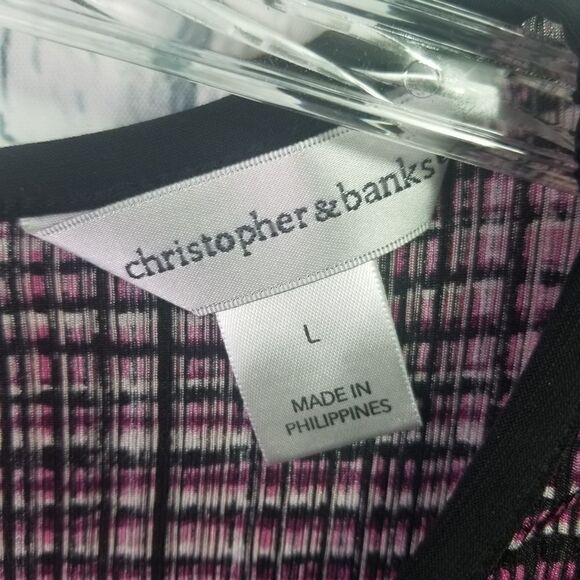 christopher & banks
L
MADE IN
PHILIPPINES